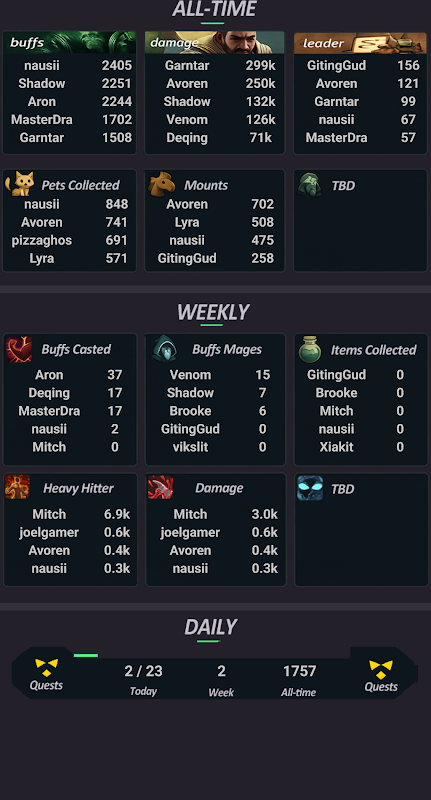 ALL-TIME
buffs damage leader
nausii 2405 Garntar 299k GitingGud 156
Shadow 2251 Avoren 250k Avoren 121
Aron 2244 Shadow 132k Garntar 99
MasterDra 1702 Venom 126k nausii 67
Garntar 1508 Deqing 71k MasterDra 57
Pets Collected Mounts TBD
nausii 848 Avoren 702
Avoren 741 Lyra 508
pizzaghos 691 nausii 475
Lyra 571 GitingGud 258
WEEKLY
Buffs Casted Buffs Mages Items Collected
Aron 37 Venom 15 GitingGud 0
Deqing 17 Shadow 7 Brooke 0
MasterDra 17 Brooke 6 Mitch 0
nausii 2 GitingGud 0 nausii 0
Mitch 0 vikslit 0 Xiakit 0
Heavy Hitter Damage TBD
Mitch 6.9k Mitch 3.0k
joelgamer 0.6k joelgamer 0.6k
Avoren 0.4k Avoren 0.4k
nausii 0.3k nausii 0.3k
DAILY
2 / 23 2 1757
Quests Today Week All-time Quests